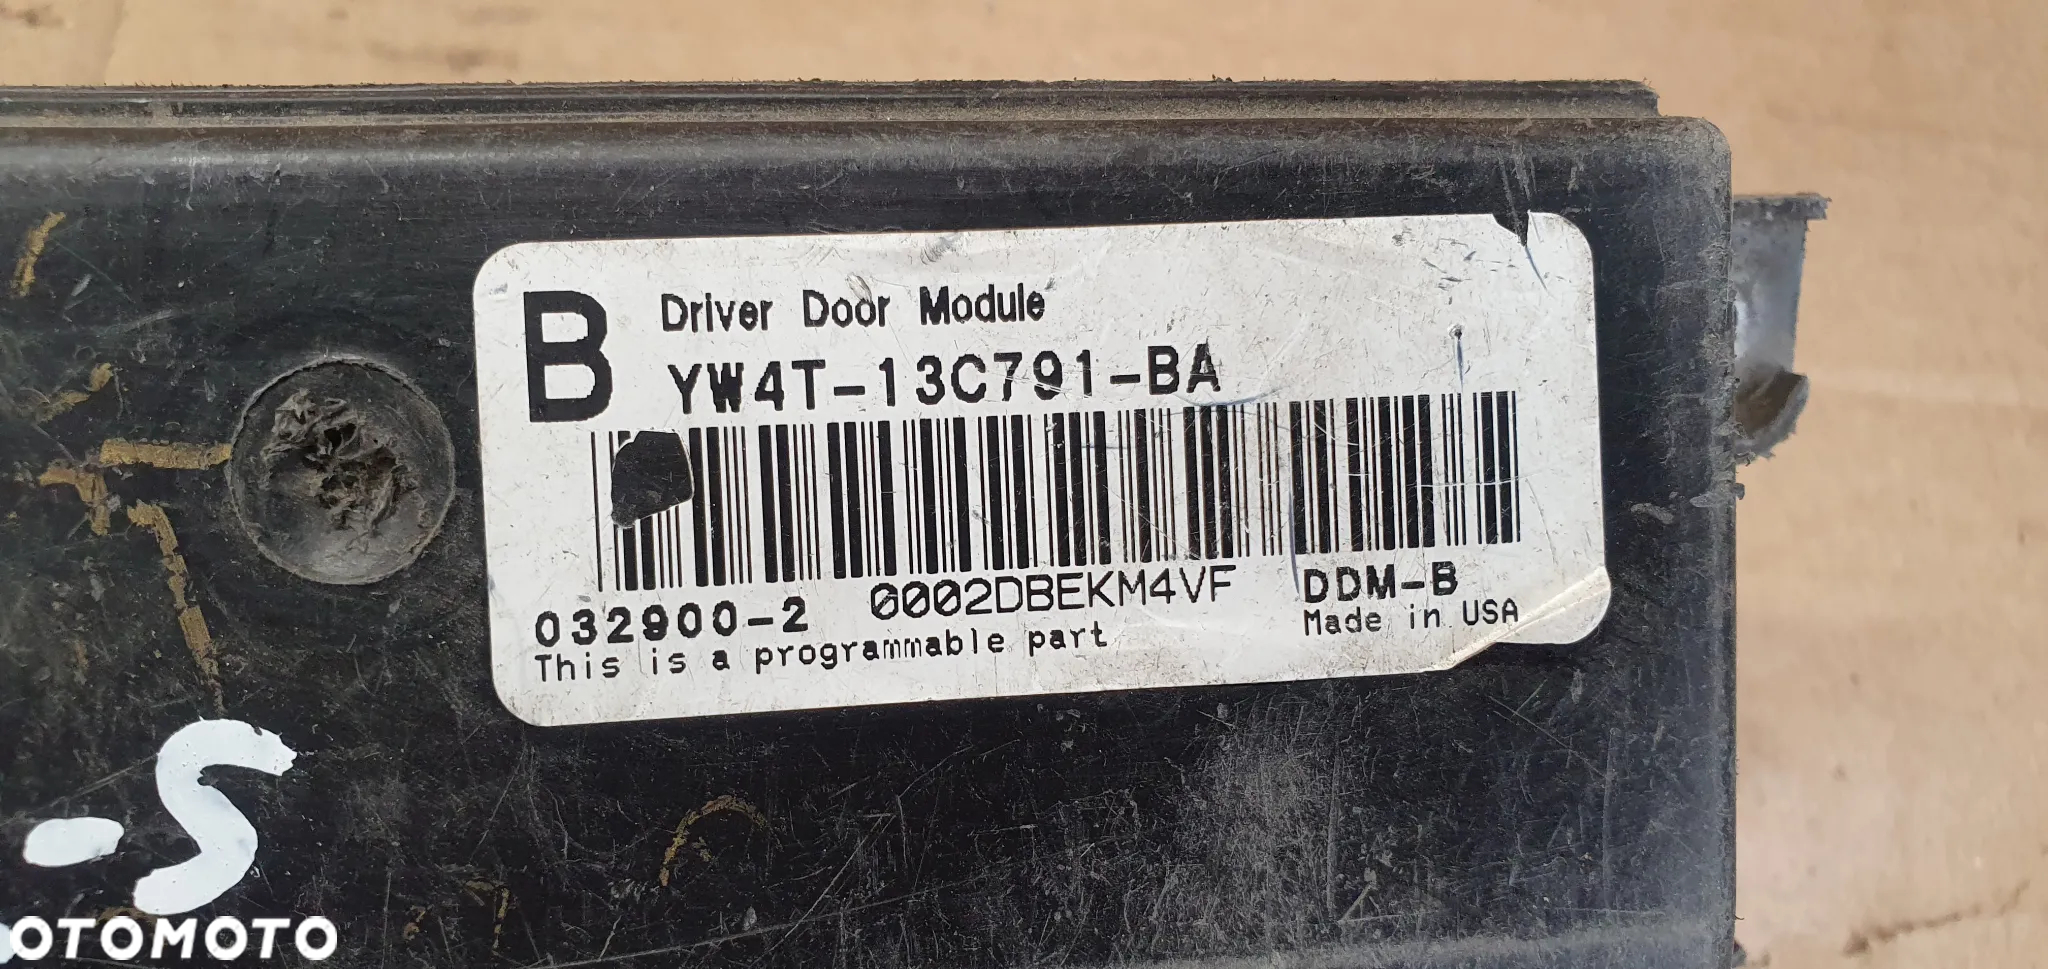 B
Driver Door Module
YW4T-13C791-BA
032900-2 0002DBEKM4VF DDM-B
This is a programmable part Made in USA
-S
OTOMOTO